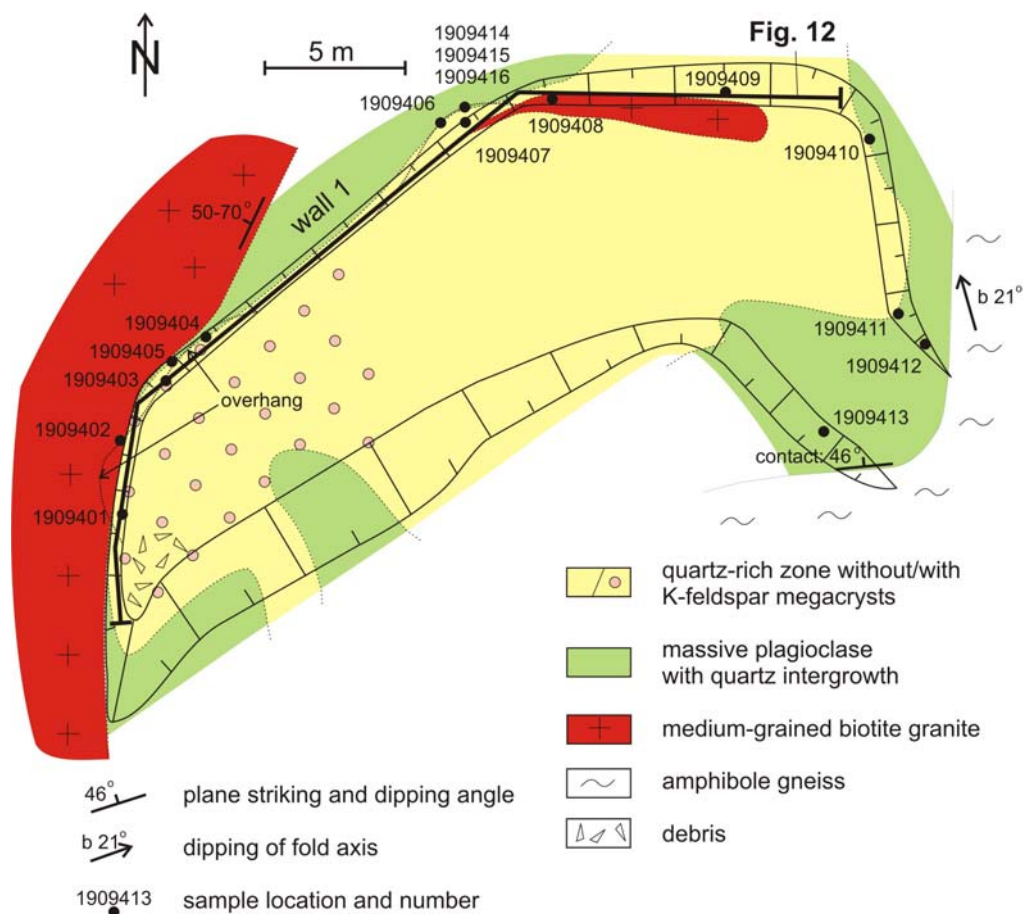 N
5 m
1909414
1909415
1909416
Fig. 12
1909406
1909409
1909408
1909407
1909410
wall 1
50-70°
1909404
1909405
1909403
overhang
1909402
1909401
b 21°
1909411
1909412
1909413
contact: 46°
quartz-rich zone without/with
K-feldspar megacrysts
massive plagioclase
with quartz intergrowth
medium-grained biotite granite
amphibole gneiss
debris
46° plane striking and dipping angle
b 21° dipping of fold axis
1909413 sample location and number